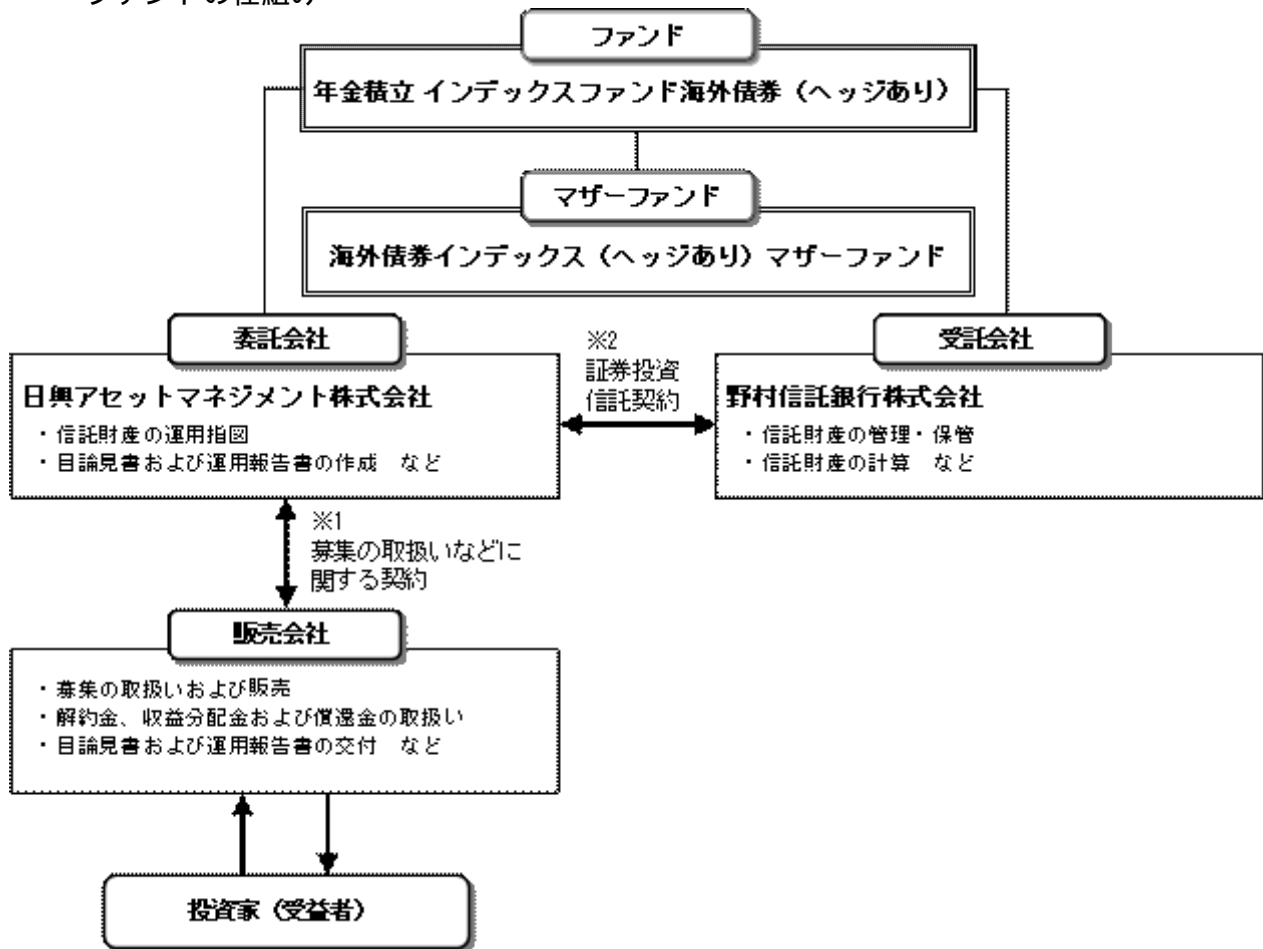 ファンドの仕組み
ファンド
年金積立 インデックスファンド海外債券（ヘッジあり）
マザーファンド
海外債券インデックス（ヘッジあり）マザーファンド
委託会社
日興アセットマネジメント株式会社
・信託財産の運用指図
・目論見書および運用報告書の作成 など
※2
証券投資
信託契約
受託会社
野村信託銀行株式会社
・信託財産の管理・保管
・信託財産の計算 など
※1
募集の取扱いなどに
関する契約
販売会社
・募集の取扱いおよび販売
・解約金、収益分配金および償還金の取扱い
・目論見書および運用報告書の交付 など
投資家（受益者）